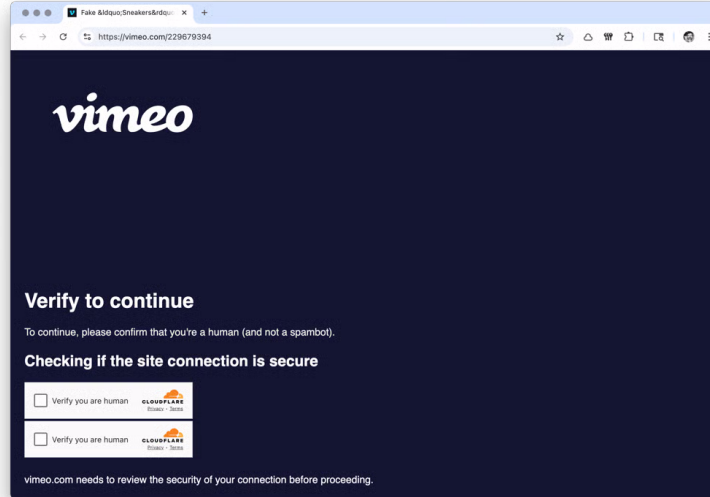 Fake &ldquo;Sneakers&rdquo
https://vimeo.com/229679394
vimeo
Verify to continue
To continue, please confirm that you're a human (and not a spambot).
Checking if the site connection is secure
Verify you are human
CLOUDFLARE
Privacy • Terms
Verify you are human
CLOUDFLARE
Privacy • Terms
vimeo.com needs to review the security of your connection before proceeding.